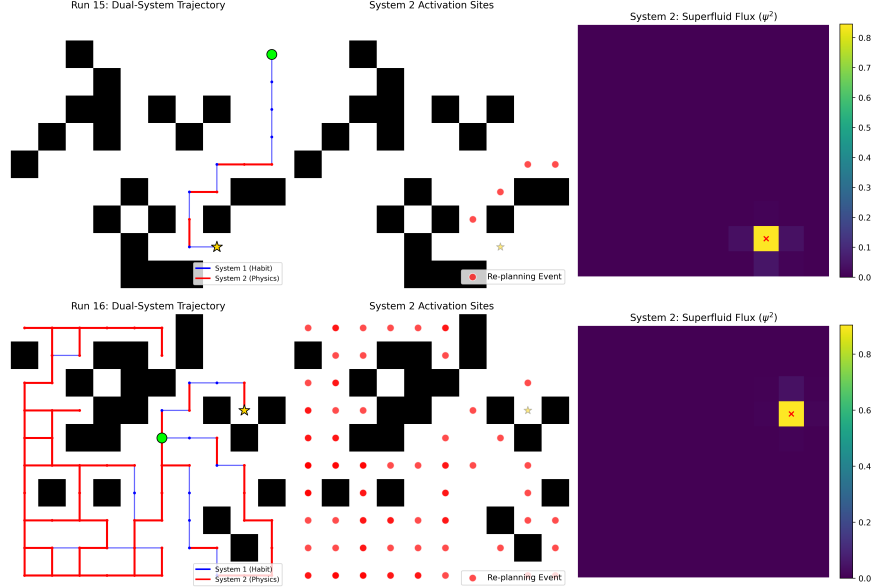 Run 15: Dual-System Trajectory
System 2 Activation Sites
System 2: Superfluid Flux (ψ²)
System 1 (Habit)
System 2 (Physics)
Re-planning Event
0.8
0.7
0.6
0.5
0.4
0.3
0.2
0.1
0.0
Run 16: Dual-System Trajectory
System 2 Activation Sites
System 2: Superfluid Flux (ψ²)
System 1 (Habit)
System 2 (Physics)
Re-planning Event
0.8
0.6
0.4
0.2
0.0